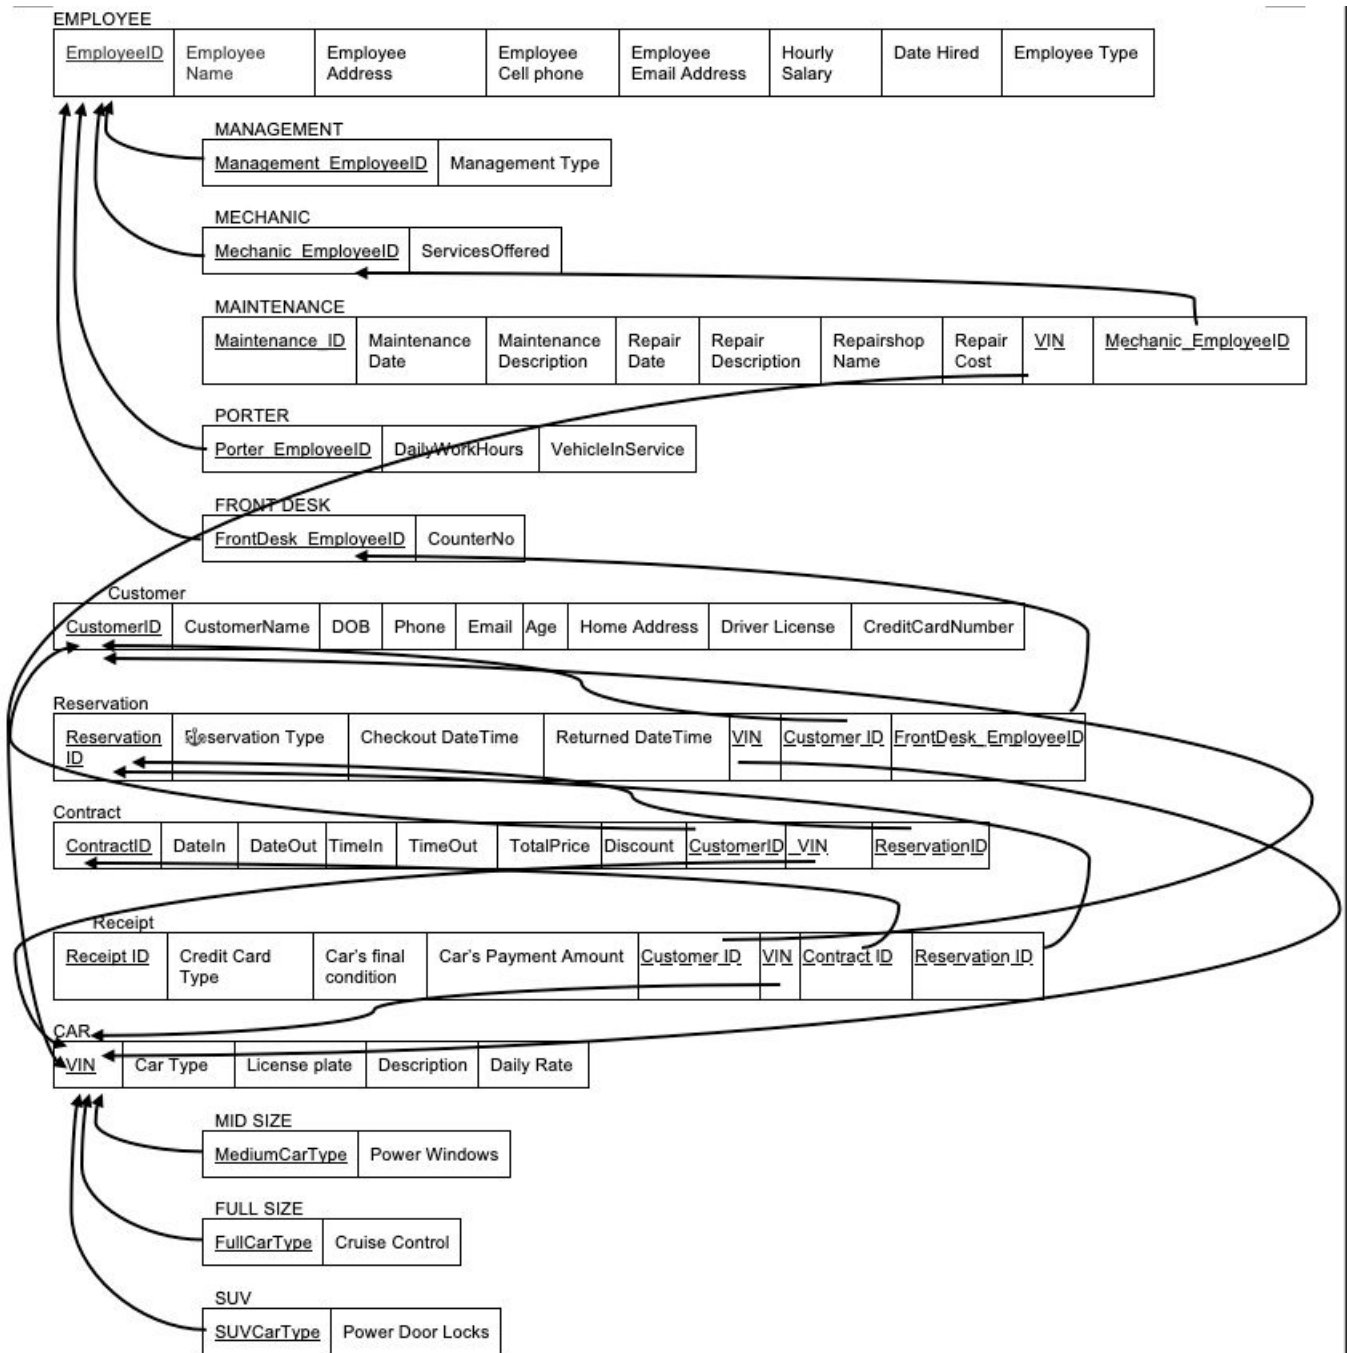 EMPLOYEE
EmployeeID Employee Name Employee Address Employee Cell phone Employee Email Address Hourly Salary Date Hired Employee Type
MANAGEMENT
Management_EmployeeID Management Type
MECHANIC
Mechanic_EmployeeID ServicesOffered
MAINTENANCE
Maintenance_ID Maintenance Date Maintenance Description Repair Date Repair Description Repairshop Name Repair Cost VIN Mechanic_EmployeeID
PORTER
Porter_EmployeeID DailyWorkHours VehicleInService
FRONT DESK
FrontDesk_EmployeeID CounterNo
Customer
CustomerID CustomerName DOB Phone Email Age Home Address Driver License CreditCardNumber
Reservation
Reservation ID Reservation Type Checkout DateTime Returned DateTime VIN Customer ID FrontDesk_EmployeeID
Contract
ContractID DateIn DateOut TimeIn TimeOut TotalPrice Discount CustomerID VIN ReservationID
Receipt
Receipt ID Credit Card Type Car's final condition Car's Payment Amount Customer ID VIN Contract ID Reservation ID
CAR
VIN Car Type License plate Description Daily Rate
MID SIZE
MediumCarType Power Windows
FULL SIZE
FullCarType Cruise Control
SUV
SUVCarType Power Door Locks